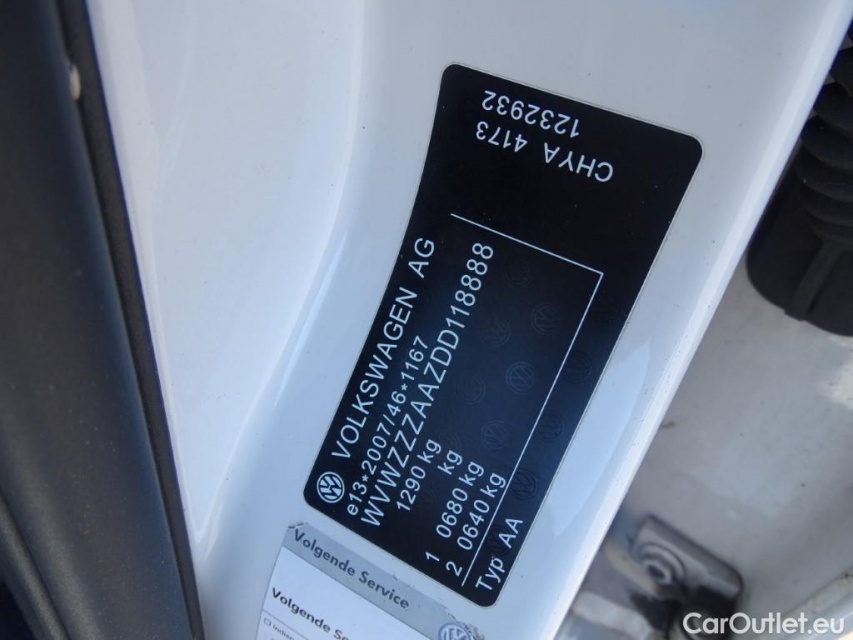 VOLKSWAGEN AG
e13*2007/46*1167
WVWZZZAAZDD118888
1290 kg
kg
1 0680 kg
2 0640 kg
Typ AA
CHYA 4173
1232932
Volgende Service
Volgende
CarOutlet.eu